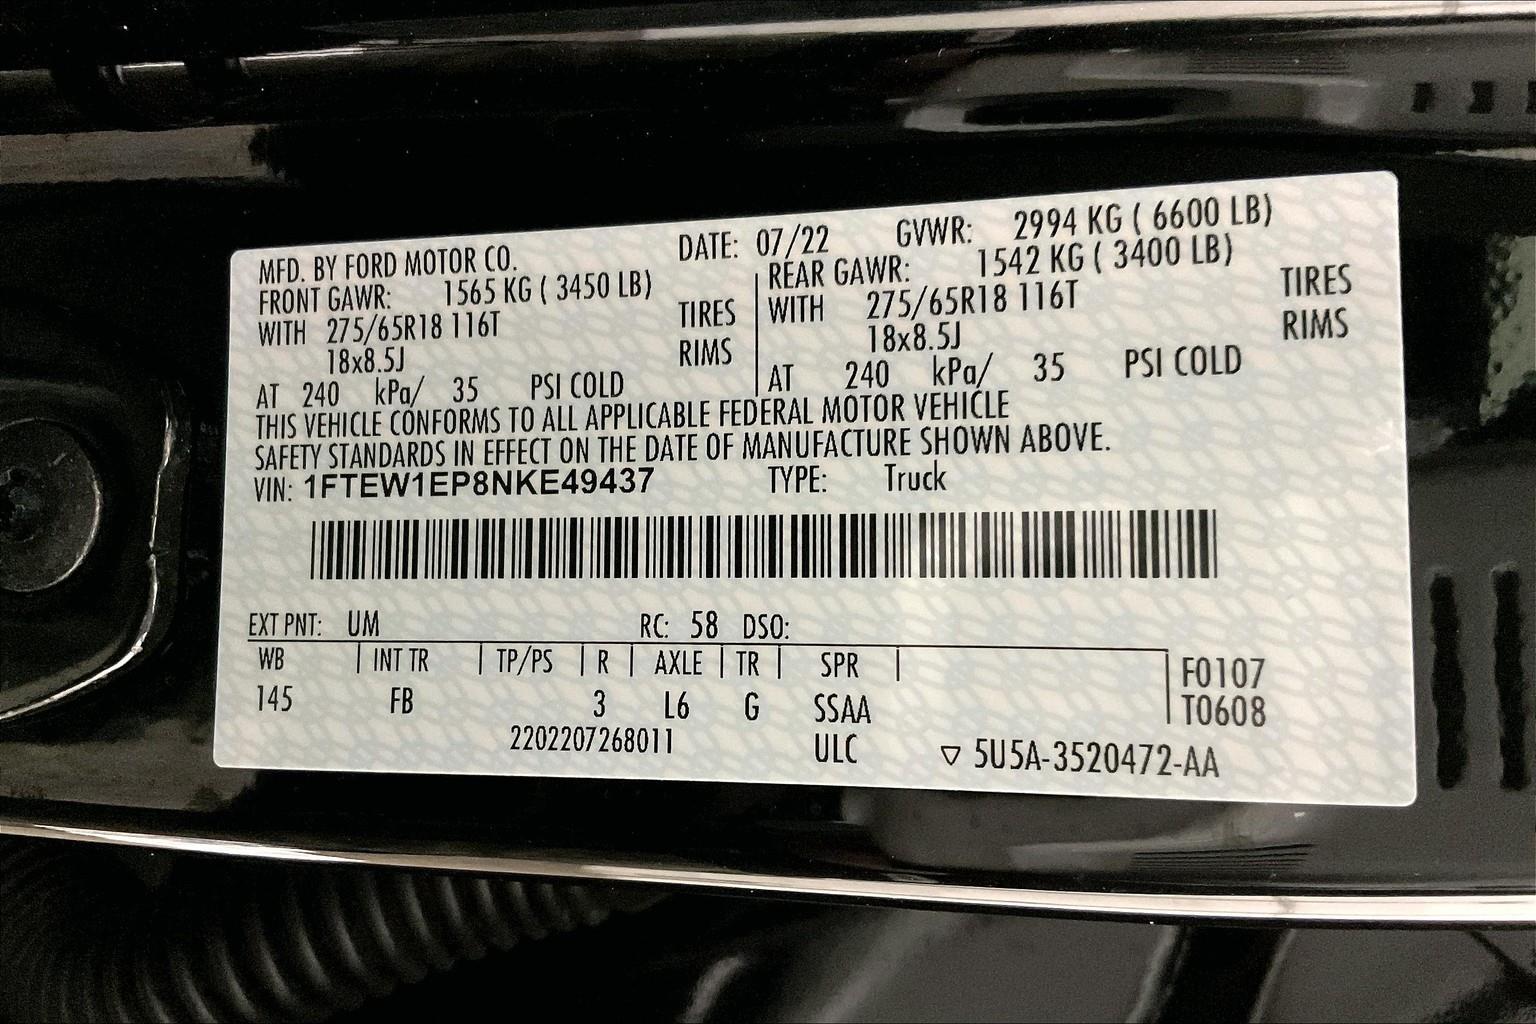 MFD. BY FORD MOTOR CO. DATE: 07/22 GVWR: 2994 KG ( 6600 LB)
FRONT GAWR: 1565 KG ( 3450 LB) REAR GAWR: 1542 KG ( 3400 LB)
WITH 275/65R18 116T TIRES WITH 275/65R18 116T TIRES
18x8.5J RIMS 18x8.5J RIMS
AT 240 kPa/ 35 PSI COLD AT 240 kPa/ 35 PSI COLD
THIS VEHICLE CONFORMS TO ALL APPLICABLE FEDERAL MOTOR VEHICLE
SAFETY STANDARDS IN EFFECT ON THE DATE OF MANUFACTURE SHOWN ABOVE.
VIN: 1FTEW1EP8NKE49437 TYPE: Truck
EXT PNT: UM RC: 58 DSO:
WB INT TR TP/PS R AXLE TR SPR F0107
145 FB 3 L6 G SSAA T0608
2202207268011 ULC ▽ 5U5A-3520472-AA